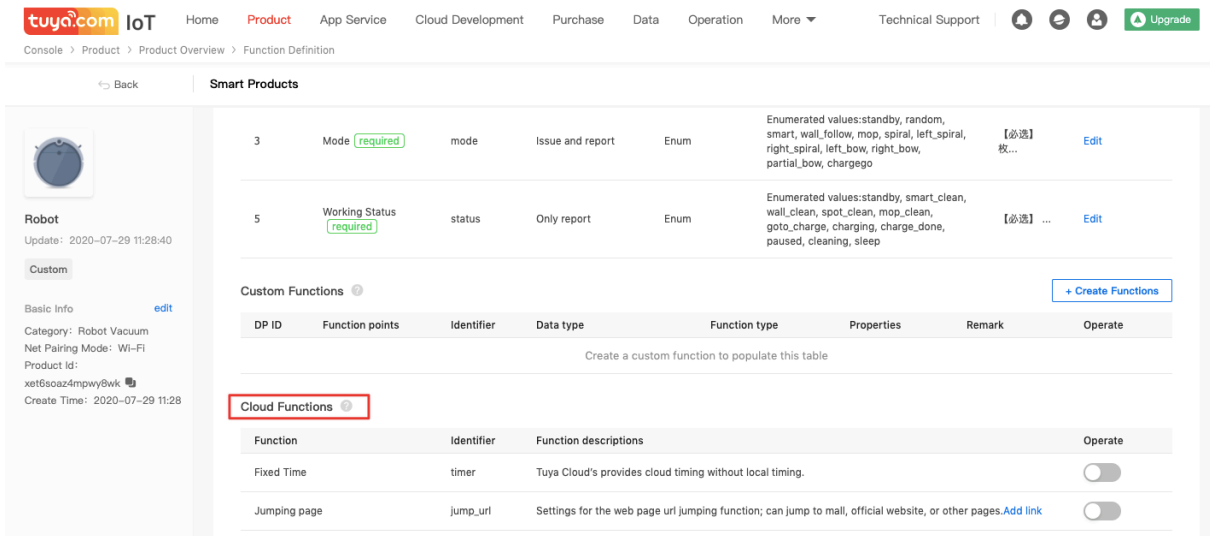 tuya.com IoT Home Product App Service Cloud Development Purchase Data Operation More Technical Support Upgrade
Console > Product > Product Overview > Function Definition
Back Smart Products
Enumerated values:standby, random,
3 Mode required mode Issue and report Enum smart, wall_follow, mop, spiral, left_spiral, 【必选】 Edit
right_spiral, left_bow, right_bow, 枚...
partial_bow, chargego
Enumerated values:standby, smart_clean,
5 Working Status status Only report Enum wall_clean, spot_clean, mop_clean, 【必选】 ... Edit
required goto_charge, charging, charge_done,
paused, cleaning, sleep
Robot
Update: 2020-07-29 11:28:40
Custom
Basic Info edit
Category: Robot Vacuum
Net Pairing Mode: Wi-Fi
Product Id:
xet6soaz4mpwy8wk
Create Time: 2020-07-29 11:28
Custom Functions ? + Create Functions
DP ID Function points Identifier Data type Function type Properties Remark Operate
Create a custom function to populate this table
Cloud Functions ?
Function Identifier Function descriptions Operate
Fixed Time timer Tuya Cloud's provides cloud timing without local timing.
Jumping page jump_url Settings for the web page url jumping function; can jump to mall, official website, or other pages.Add link